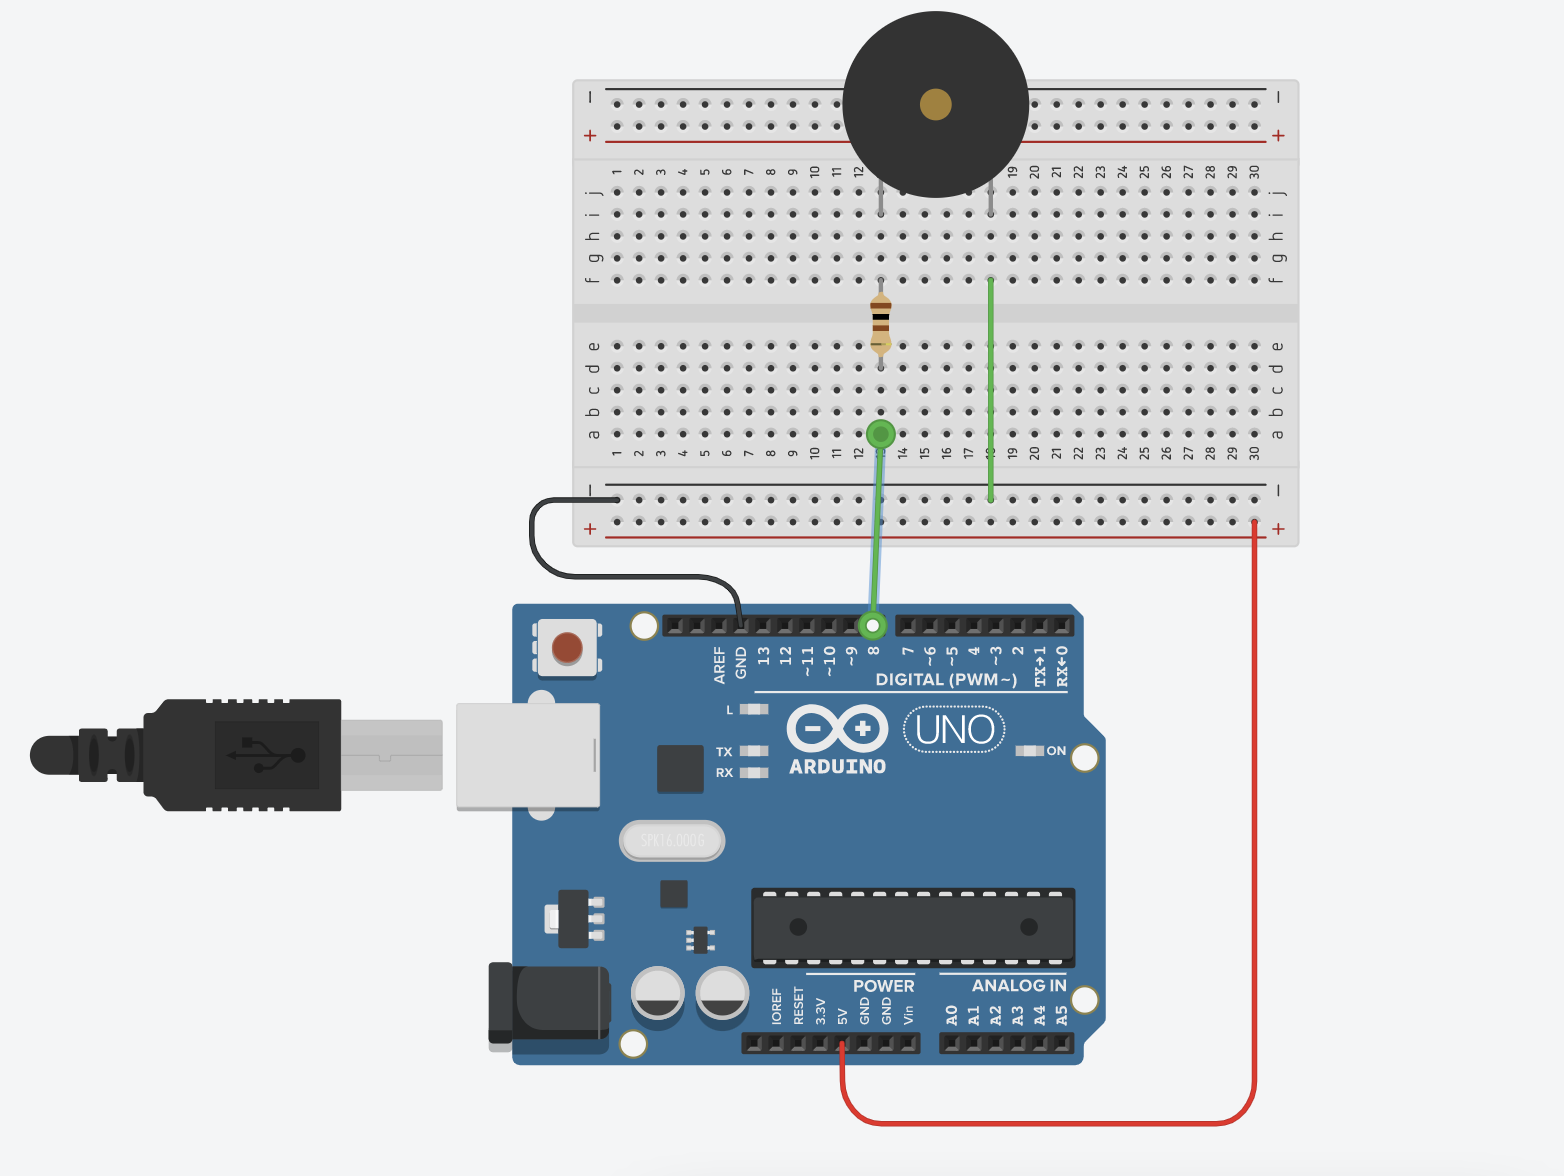 − −
+ +
1 2 3 4 5 6 7 8 9 10 11 12 19 20 21 22 23 24 25 26 27 28 29 30
j j
i i
h h
g g
f f
e e
d d
c c
b b
a a
1 2 3 4 5 6 7 8 9 10 11 12 14 15 16 17 19 20 21 22 23 24 25 26 27 28 29 30
− −
+ +
AREF GND 13 12 ~11 ~10 ~9 8 7 ~6 ~5 4 ~3 2 TX→1 RX←0
DIGITAL (PWM~)
L
TX
RX
ARDUINO
UNO
ON
SPK16.000G
POWER
ANALOG IN
IOREF RESET 3.3V 5V GND GND Vin A0 A1 A2 A3 A4 A5